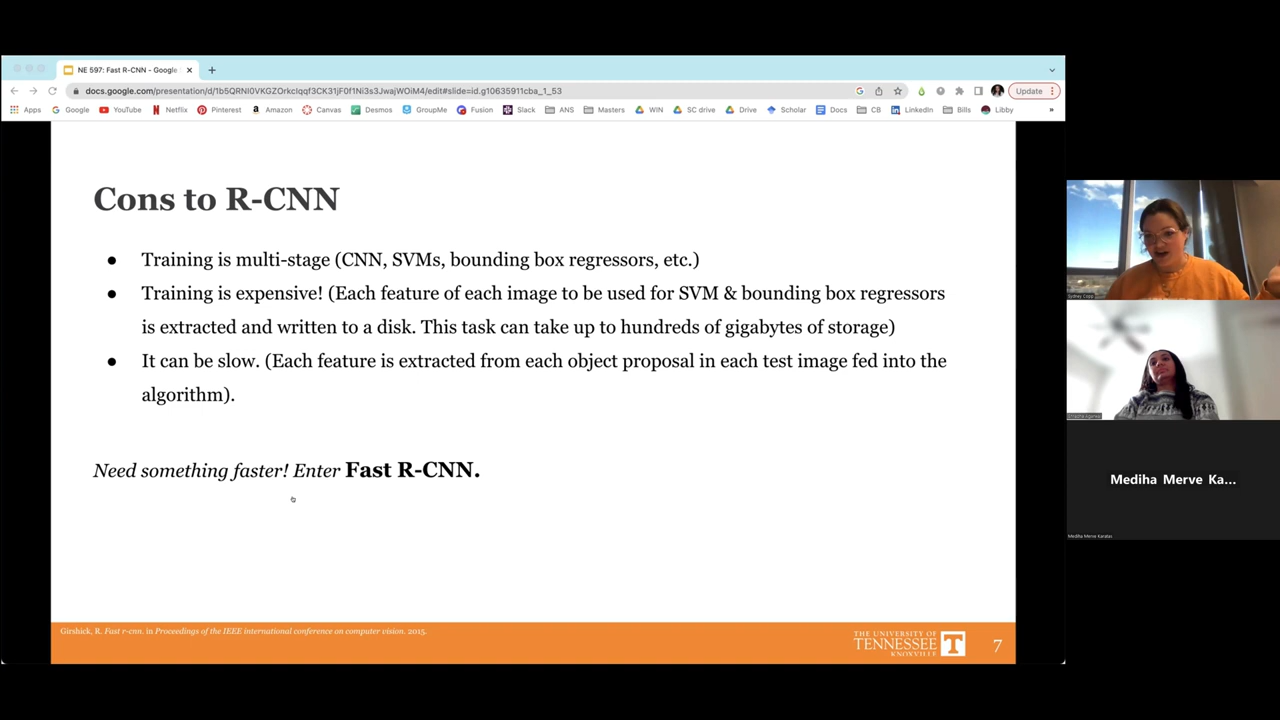 NE 597: Fast R-CNN - Google
docs.google.com/presentation/d/1b5QRNI0VKGZOrkcIqqf3CK31jF0f1Ni3s3JwajWOiM4/edit#slide=id.g10635911cba_1_53
Update
Apps Google YouTube Netflix Pinterest Amazon Canvas Desmos GroupMe Fusion Slack ANS Masters WIN SC drive Drive Scholar Docs CB LinkedIn Bills Libby »
Cons to R-CNN
● Training is multi-stage (CNN, SVMs, bounding box regressors, etc.)
● Training is expensive! (Each feature of each image to be used for SVM & bounding box regressors
is extracted and written to a disk. This task can take up to hundreds of gigabytes of storage)
● It can be slow. (Each feature is extracted from each object proposal in each test image fed into the
algorithm).
Need something faster! Enter Fast R-CNN.
Girshick, R. Fast r-cnn. in Proceedings of the IEEE international conference on computer vision. 2015.
THE UNIVERSITY OF
TENNESSEE
KNOXVILLE
T
7
Sydney Copp
Mediha Merve Ka...
Mediha Merve Karatas